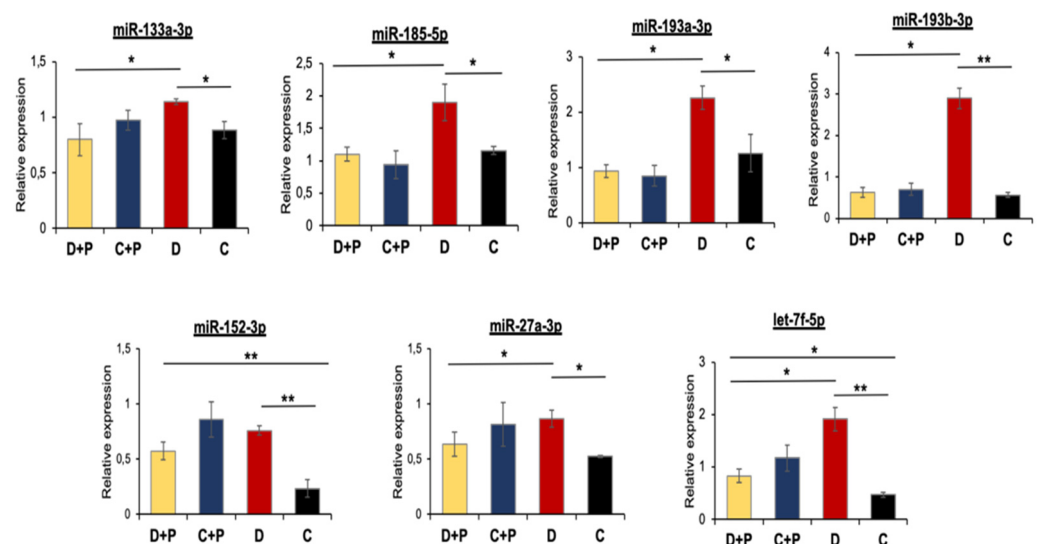 miR-133a-3p
Relative expression
1,5
1
0,5
0
*
*
D+P C+P D C
miR-185-5p
Relative expression
2,5
2
1,5
1
0,5
0
*
*
D+P C+P D C
miR-193a-3p
Relative expression
3
2
1
0
*
*
D+P C+P D C
miR-193b-3p
Relative expression
4
3
2
1
0
*
**
D+P C+P D C
miR-152-3p
Relative expression
1,5
1
0,5
0
**
**
D+P C+P D C
miR-27a-3p
Relative expression
1,5
1
0,5
0
*
*
D+P C+P D C
let-7f-5p
Relative expression
3
2
1
0
*
*
**
D+P C+P D C